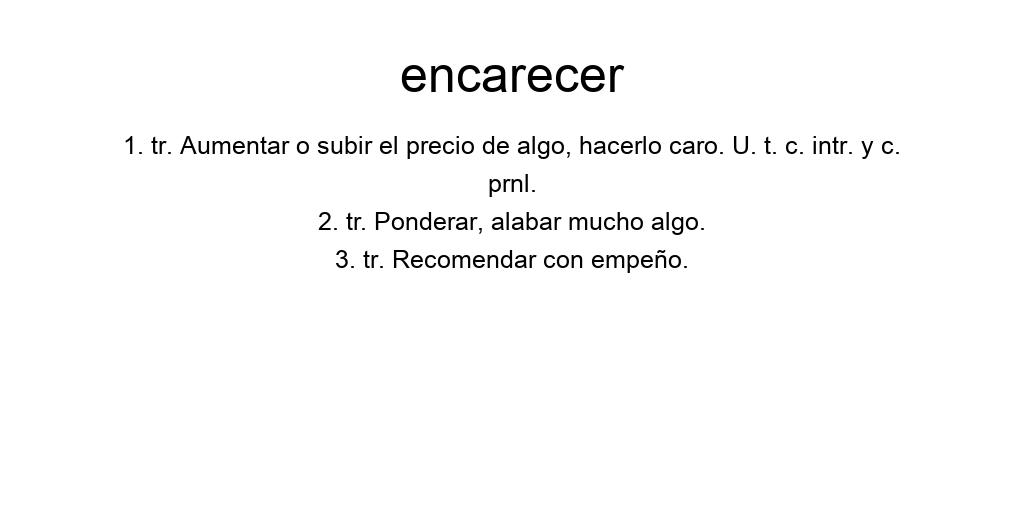 encarecer
1. tr. Aumentar o subir el precio de algo, hacerlo caro. U. t. c. intr. y c.
prnl.
2. tr. Ponderar, alabar mucho algo.
3. tr. Recomendar con empeño.